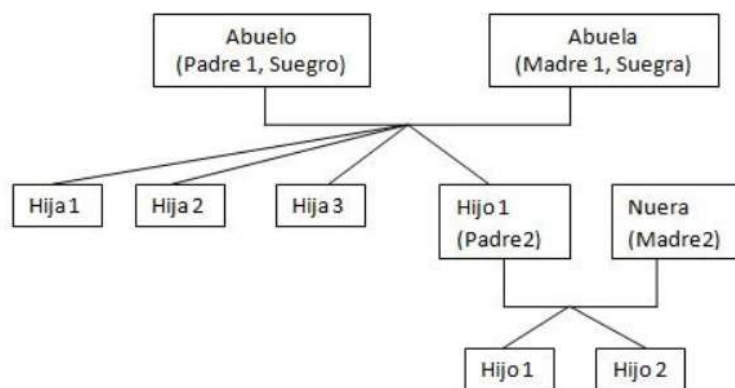 Abuelo
(Padre 1, Suegro)
Abuela
(Madre 1, Suegra)
Hija 1
Hija 2
Hija 3
Hijo 1
(Padre2)
Nuera
(Madre2)
Hijo 1
Hijo 2